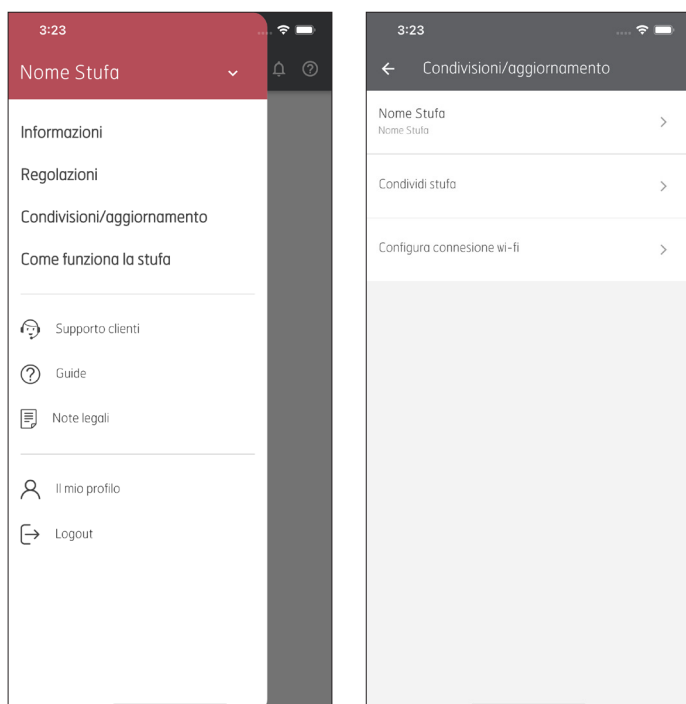 3:23
Nome Stufa
Informazioni
Regolazioni
Condivisioni/aggiornamento
Come funziona la stufa
Supporto clienti
Guide
Note legali
Il mio profilo
Logout
3:23
Condivisioni/aggiornamento
Nome Stufa
Nome Stufa
Condividi stufa
Configura connesione wi-fi